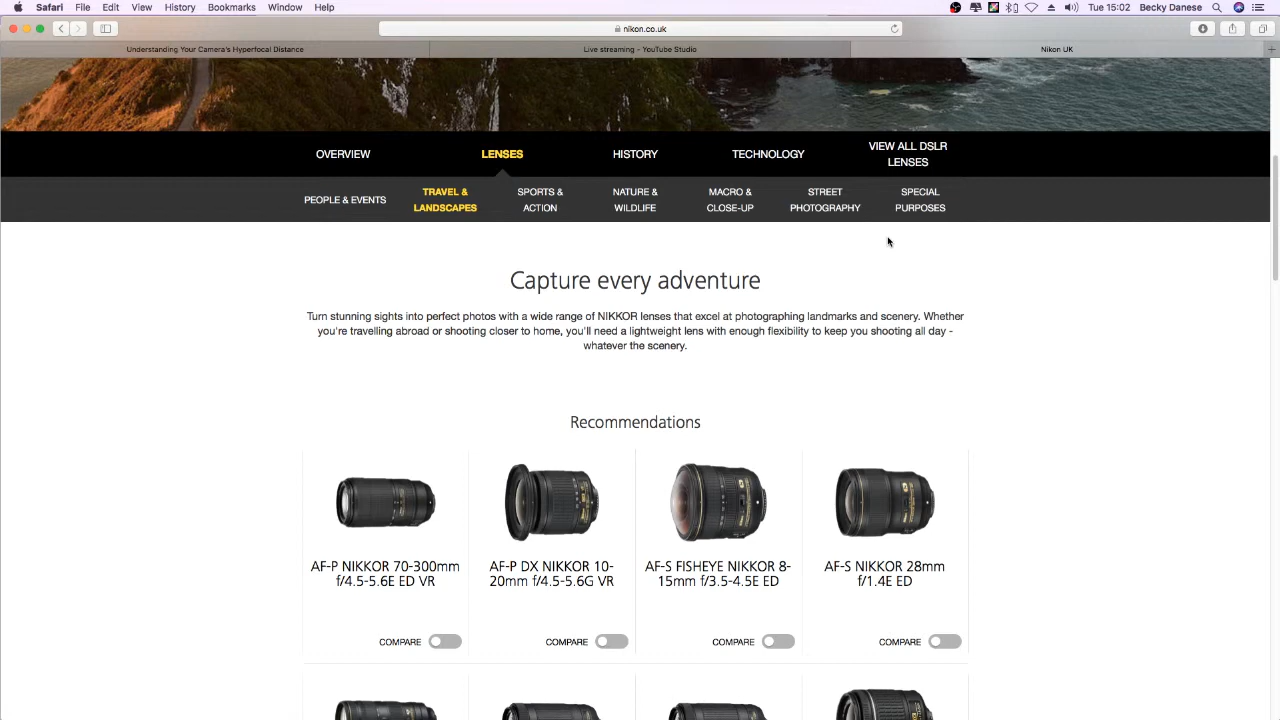 Safari File Edit View History Bookmarks Window Help
Tue 15:02 Becky Danese
nikon.co.uk
Understanding Your Camera's Hyperfocal Distance
Live streaming - YouTube Studio
Nikon UK
OVERVIEW
LENSES
HISTORY
TECHNOLOGY
VIEW ALL DSLR
LENSES
PEOPLE & EVENTS
TRAVEL &
LANDSCAPES
SPORTS &
ACTION
NATURE &
WILDLIFE
MACRO &
CLOSE-UP
STREET
PHOTOGRAPHY
SPECIAL
PURPOSES
Capture every adventure
Turn stunning sights into perfect photos with a wide range of NIKKOR lenses that excel at photographing landmarks and scenery. Whether
you're travelling abroad or shooting closer to home, you'll need a lightweight lens with enough flexibility to keep you shooting all day -
whatever the scenery.
Recommendations
AF-P NIKKOR 70-300mm
f/4.5-5.6E ED VR
AF-P DX NIKKOR 10-
20mm f/4.5-5.6G VR
AF-S FISHEYE NIKKOR 8-
15mm f/3.5-4.5E ED
AF-S NIKKOR 28mm
f/1.4E ED
COMPARE
COMPARE
COMPARE
COMPARE